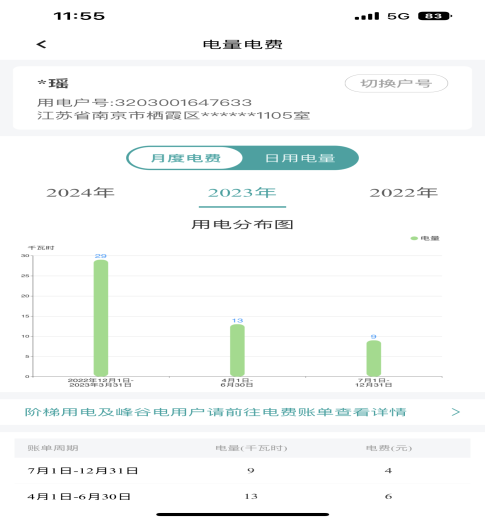 11:55
5G 83
<
电量电费
*瑶
切换户号
用电户号:3203001647633
江苏省南京市栖霞区******1105室
月度电费 日用电量
2024年 2023年 2022年
用电分布图
电量
千瓦时
30
25
20
15
10
5
0
29
13
9
2022年12月1日-
2023年3月31日
4月1日-
6月30日
7月1日-
12月31日
阶梯用电及峰谷电用户请前往电费账单查看详情 >
账单周期 电量(千瓦时) 电费(元)
7月1日-12月31日 9 4
4月1日-6月30日 13 6